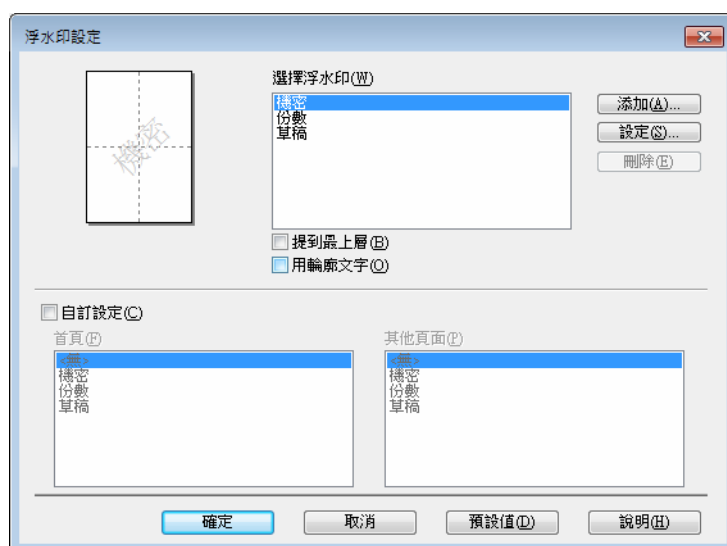 浮水印設定
選擇浮水印(W)
機密
機密
份數
草稿
添加(A)...
設定(S)...
刪除(E)
提到最上層(B)
用輪廓文字(O)
自訂設定(C)
首頁(F)
<無>
機密
份數
草稿
其他頁面(P)
<無>
機密
份數
草稿
確定
取消
預設值(D)
說明(H)